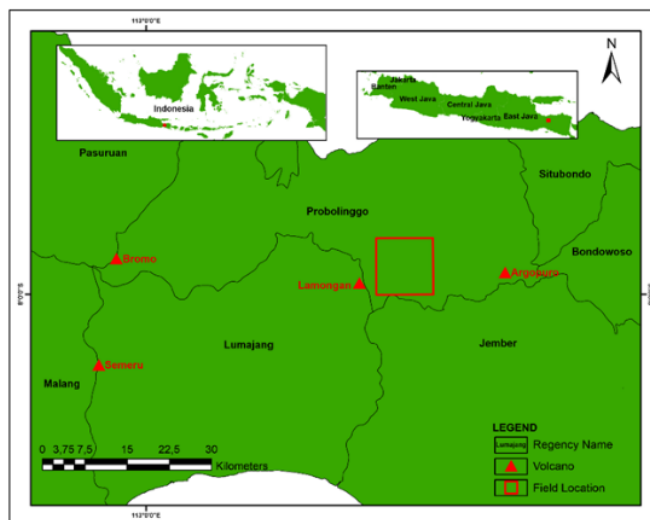 113°0'0"E
N
Indonesia
Jakarta
Banten
West Java
Central Java
Yogyakarta
East Java
Pasuruan
Situbondo
Probolinggo
Bondowoso
Bromo
Argopuro
Lamongan
8°0'0"S
Lumajang
Jember
Semeru
Malang
LEGEND
Lumajang Regency Name
Volcano
Field Location
0 3,75 7,5 15 22,5 30
Kilometers
113°0'0"E